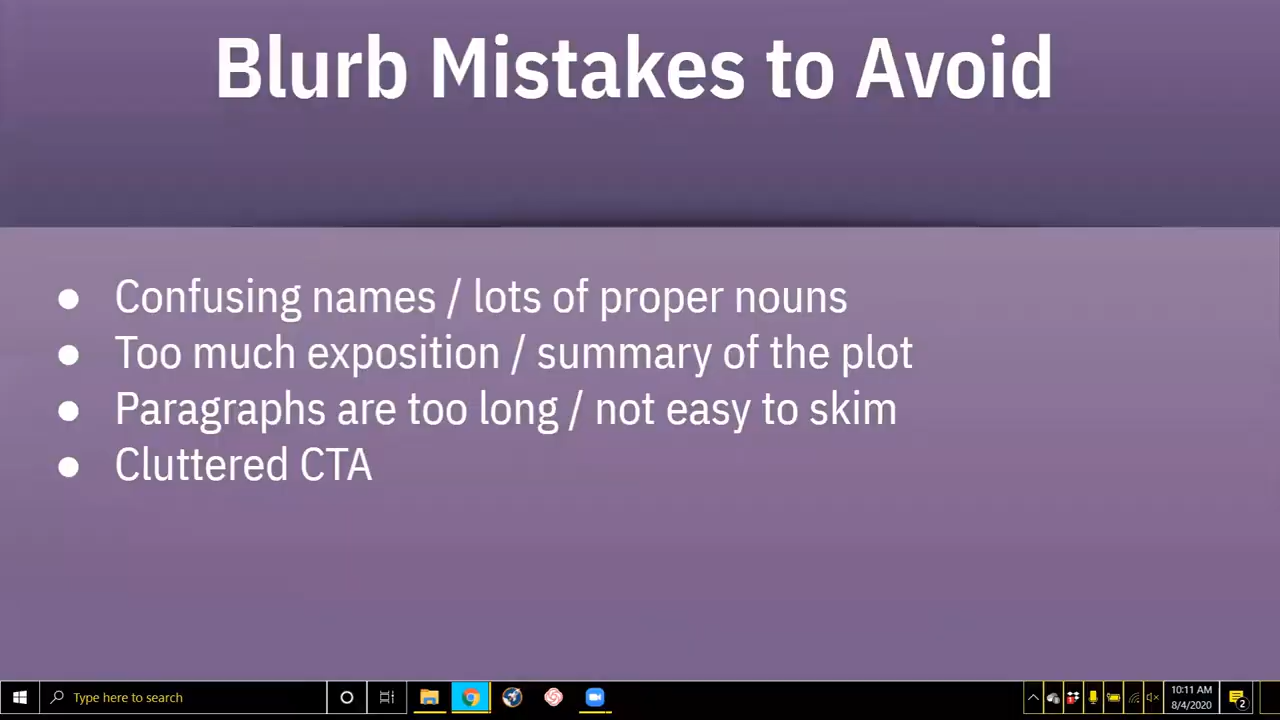 Blurb Mistakes to Avoid
● Confusing names / lots of proper nouns
● Too much exposition / summary of the plot
● Paragraphs are too long / not easy to skim
● Cluttered CTA
Type here to search
10:11 AM
8/4/2020
2